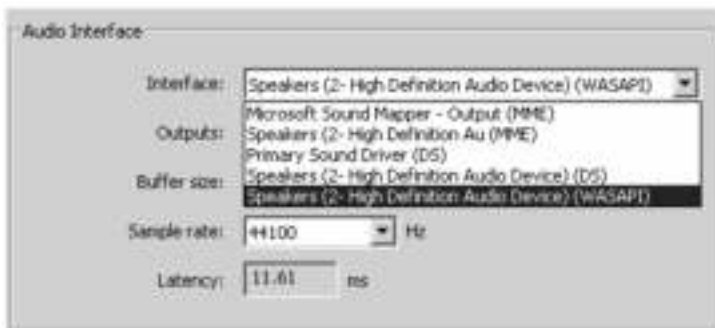 Audio Interface
Interface: Speakers (2- High Definition Audio Device) (WASAPI)
Microsoft Sound Mapper - Output (MME)
Outputs: Speakers (2- High Definition Au (MME)
Primary Sound Driver (DS)
Buffer size: Speakers (2- High Definition Audio Device) (DS)
Speakers (2- High Definition Audio Device) (WASAPI)
Sample rate: 44100 Hz
Latency: 11.61 ms